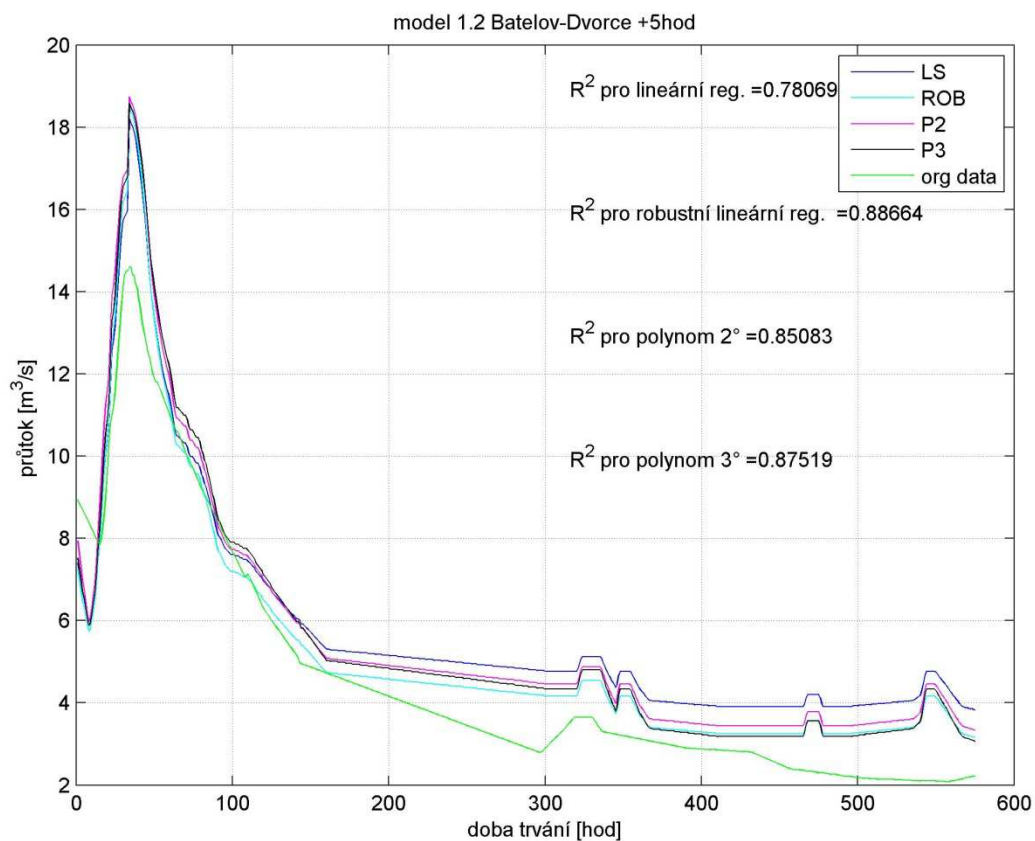 model 1.2 Batelov-Dvorce +5hod
průtok [m³/s]
20
18
16
14
12
10
8
6
4
2
R² pro lineární reg. =0.78069
R² pro robustní lineární reg. =0.88664
R² pro polynom 2° =0.85083
R² pro polynom 3° =0.87519
LS
ROB
P2
P3
org data
0
100
200
300
400
500
600
doba trvání [hod]